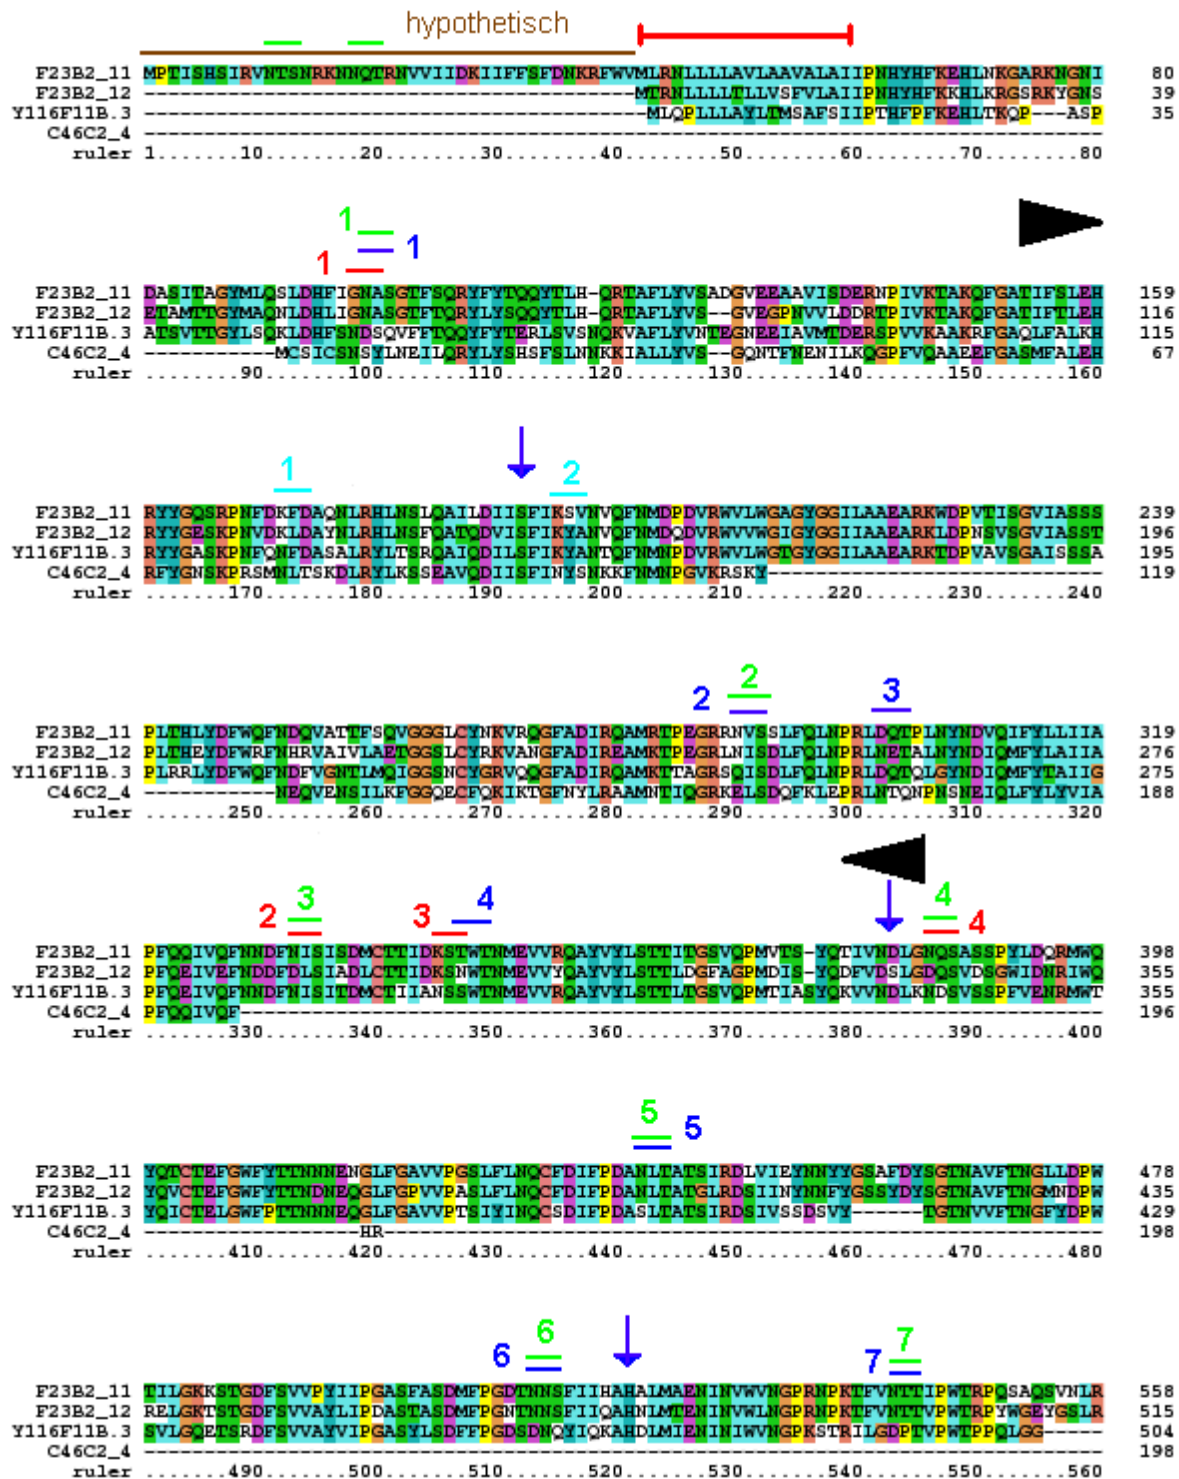 hypothetisch
F23B2_11 MPTISHSIRVNTSNRKNNQTRNVVIIDKIIFFSFDNKRFWVMLRNLLLLAVLAAVALAIIPNHYHFKEHLNKGARKNGNI 80
F23B2_12 -----------------------------------------MTRNLLLLTLLVSFVLAIIPNHYHFKKHLKRGSRKYGNS 39
Y116F11B.3 ------------------------------------------MLQPLLLAYLTMSAFSIIPTHFPFKEHLTKQP---ASP 35
C46C2_4 --------------------------------------------------------------------------------
ruler 1.......10........20........30........40........50........60........70........80
1
1 1
F23B2_11 DASITAGYMLQSLDHFIGNASGTFSQRYFYTQQYTLH-QRTAFLYVSADGVEEAAVISDERNPIVKTAKQFGATIFSLEH 159
F23B2_12 ETAMTTGYMAQNLDHLIGNASGTFTQRYLYSQQYTLH-QRTAFLYVS--GVEGPNVVLDDRTPIVKTAKQFGATIFTLEH 116
Y116F11B.3 ATSVTTGYLSQKLDHFSNDSQVFFTQQYFYTERLSVSNQKVAFLYVNTEGNEEIAVMTDERSPVVKAAKRFGAQLFALKH 115
C46C2_4 -----------MCSICSNSYLNEILQRYLYSHSFSLNNKKIALLYVS--GQNTFNENILKQGPFVQAAEEFGASMFALEH 67
ruler ........90.......100.......110.......120.......130.......140.......150.......160
1 2
F23B2_11 RYYGQSRPNFDKFDAQNLRHLNSLQAILDIISFIKSVNVQFNMDPDVRWVLWGAGYGGILAAEARKWDPVTISGVIASSS 239
F23B2_12 RYYGESKPNVDKLDAYNLRHLNSFQATQDVISFIKYANVQFNMDQDVRWVVWGIGYGGIIAAEARKLDPNSVSGVIASST 196
Y116F11B.3 RYYGASKPNFQNFDASALRYLTSRQAIQDILSFIKYANTQFNMNPDVRWVLWGTGYGGILAAEARKTDPVAVSGAISSSA 195
C46C2_4 RFYGNSKPRSMNLTSKDLRYLKSSEAVQDIISFINYSNKKFNMNPGVKRSKY---------------------------- 119
ruler .......170.......180.......190.......200.......210.......220.......230.......240
2 2 3
F23B2_11 PLTHLYDFWQFNDQVATTFSQVGGGLCYNKVRQGFADIRQAMRTPEGRRNVSSLFQLNPRLDQTPLNYNDVQIFYLLIIA 319
F23B2_12 PLTHEYDFWRFNHRVAIVLAETGGSLCYRKVANGFADIREAMKTPEGRLNISDLFQLNPRLNETALNYNDIQMFYLAIIA 276
Y116F11B.3 PLRRLYDFWQFNDFVGNTLMQIGGSNCYGRVQQGFADIRQAMKTTAGRSQISDLFQLNPRLDQTQLGYNDIQMFYTAIIG 275
C46C2_4 -----------NEQVENSILKFGGQECFQKIKTGFNYLRAAMNTIQGRKELSDQFKLEPRLNTQNPNSNEIQLFYLYVIA 188
ruler .......250.......260.......270.......280.......290.......300.......310.......320
2 3 3 4 4 4
F23B2_11 PFQQIVQFNNDFNISISDMCTTIDKSTWTNMEVVRQAYVYLSTTITGSVQPMVTS-YQTIVNDLGNQSASSPYLDQRMWQ 398
F23B2_12 PFQEIVEFNDDFDLSIADLCTTIDKSNWTNMEVVYQAYVYLSTTLDGFAGPMDIS-YQDFVDSLGDQSVDSGWIDNRIWQ 355
Y116F11B.3 PFQEIVQFNNDFNISITDMCTIIANSSWTNMEVVRQAYVYLSTTLTGSVQPMTIASYQKVVNDLKNDSVSSPFVENRMWT 355
C46C2_4 PFQQIVQF------------------------------------------------------------------------ 196
ruler .......330.......340.......350.......360.......370.......380.......390.......400
5 5
F23B2_11 YQTCTEFGWFYTTNNNENGLFGAVVPGSLFLNQCFDIFPDANLTATSIRDLVIEYNNYYGSAFDYSGTNAVFTNGLLDPW 478
F23B2_12 YQVCTEFGWFYTTNDNEQGLFGPVVPASLFLNQCFDIFPDANLTATGLRDSIINYNNFYGSSYDYSGTNAVFTNGMNDPW 435
Y116F11B.3 YQICTELGWFPTTNNNEQGLFGAVVPTSIYINQCSDIFPDASLTATSIRDSIVSSDSVY------TGTNVVFTNGFYDPW 429
C46C2_4 ------------------HR------------------------------------------------------------ 198
ruler .......410.......420.......430.......440.......450.......460.......470.......480
6 6 7 7
F23B2_11 TILGKKSTGDFSVVPYIIPGASFASDMFPGDTNNSFIIHAHALMAENINVWVNGPRNPKTFVNTTIPWTRPQSAQSVNLR 558
F23B2_12 RELGKTSTGDFSVVAYLIPDASTASDMFPGNTNNSFIIQAHNLMTENINVWLNGPRNPKTFVNTTVPWTRPYWGEYGSLR 515
Y116F11B.3 SVLGQETSRDFSVVAYVIPGASYLSDFFPGDSDNQYIQKAHDLMIENINIWVNGPKSTRILGDPTVPWTPPQLGG----- 504
C46C2_4 -------------------------------------------------------------------------------- 198
ruler .......490.......500.......510.......520.......530.......540.......550.......560